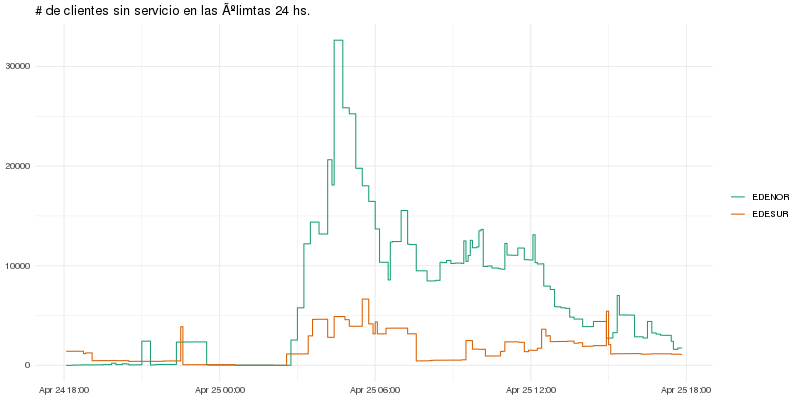 # de clientes sin servicio en las Ãºlimtas 24 hs.
30000
20000
10000
0
Apr 24 18:00
Apr 25 00:00
Apr 25 06:00
Apr 25 12:00
Apr 25 18:00
EDENOR
EDESUR